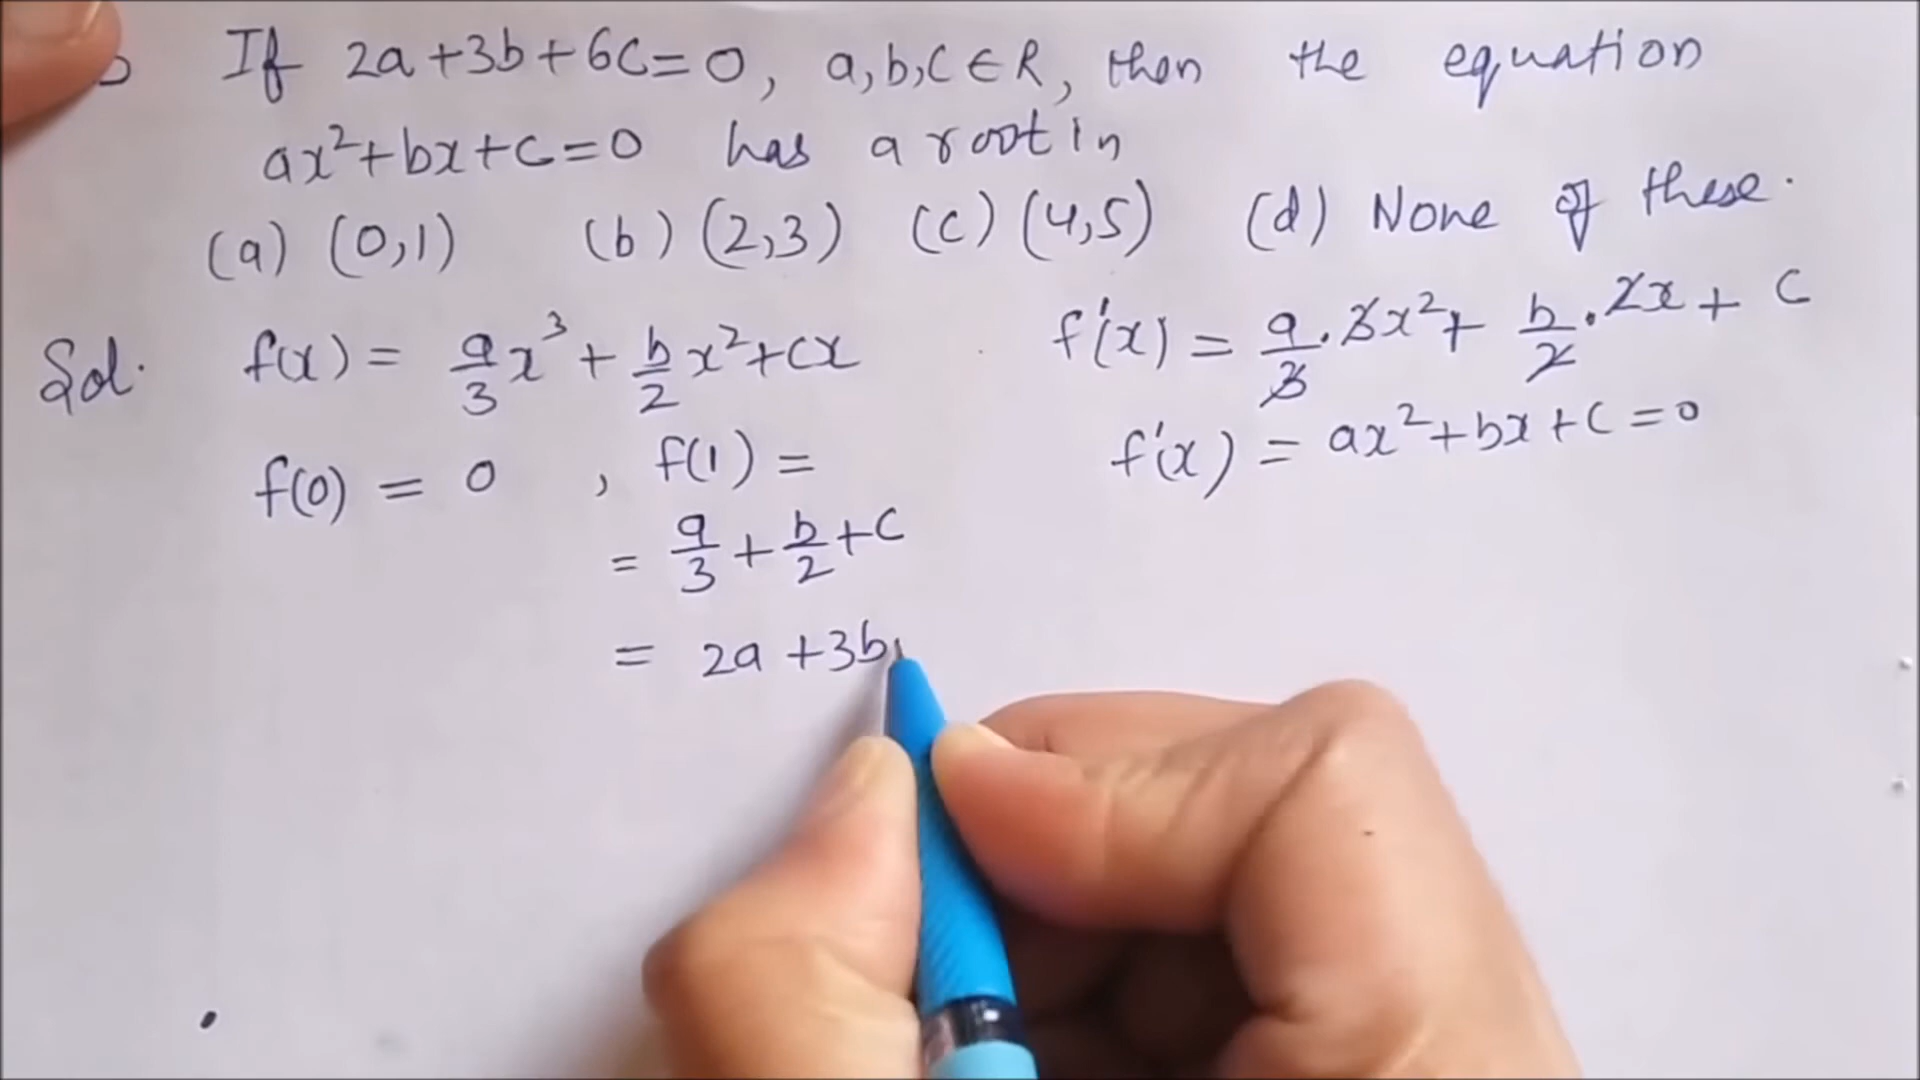 If 2a+3b+6c=0, a,b,c∈R, then the equation
ax²+bx+c=0 has a root in
(a) (0,1) (b) (2,3) (c) (4,5) (d) None of these.
Sol. f(x) = a/3 x³ + b/2 x²+cx
f'(x) = a/3 . 3x² + b/2 . 2x + c
f(0) = 0 , f(1) =
f'(x) = ax²+bx+c=0
= a/3 + b/2 + c
= 2a +3b